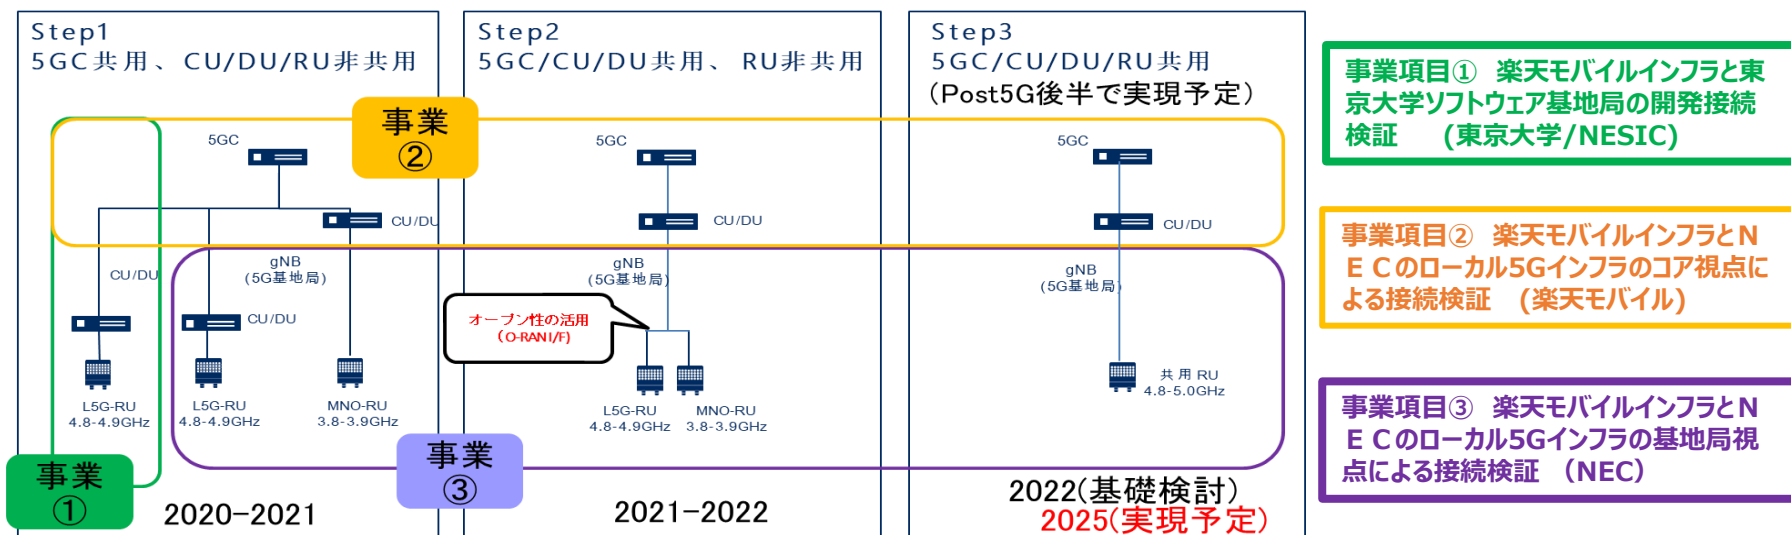 Step1
5GC共用、CU/DU/RU非共用
5GC
CU/DU
CU/DU
gNB
(5G基地局)
CU/DU
L5G-RU
4.8-4.9GHz
L5G-RU
4.8-4.9GHz
MNO-RU
3.8-3.9GHz
事業
①
2020-2021
事業
②
Step2
5GC/CU/DU共用、RU非共用
5GC
CU/DU
gNB
(5G基地局)
オープン性の活用
(O-RAN I/F)
L5G-RU
4.8-4.9GHz
MNO-RU
3.8-3.9GHz
事業
③
2021-2022
Step3
5GC/CU/DU/RU共用
(Post5G後半で実現予定)
5GC
CU/DU
gNB
(5G基地局)
共用RU
4.8-5.0GHz
2022(基礎検討)
2025(実現予定)
事業項目① 楽天モバイルインフラと東
京大学ソフトウェア基地局の開発接続
検証 (東京大学/NESIC)
事業項目② 楽天モバイルインフラとN
ECのローカル5Gインフラのコア視点に
よる接続検証 (楽天モバイル)
事業項目③ 楽天モバイルインフラとN
ECのローカル5Gインフラの基地局視
点による接続検証 (NEC)